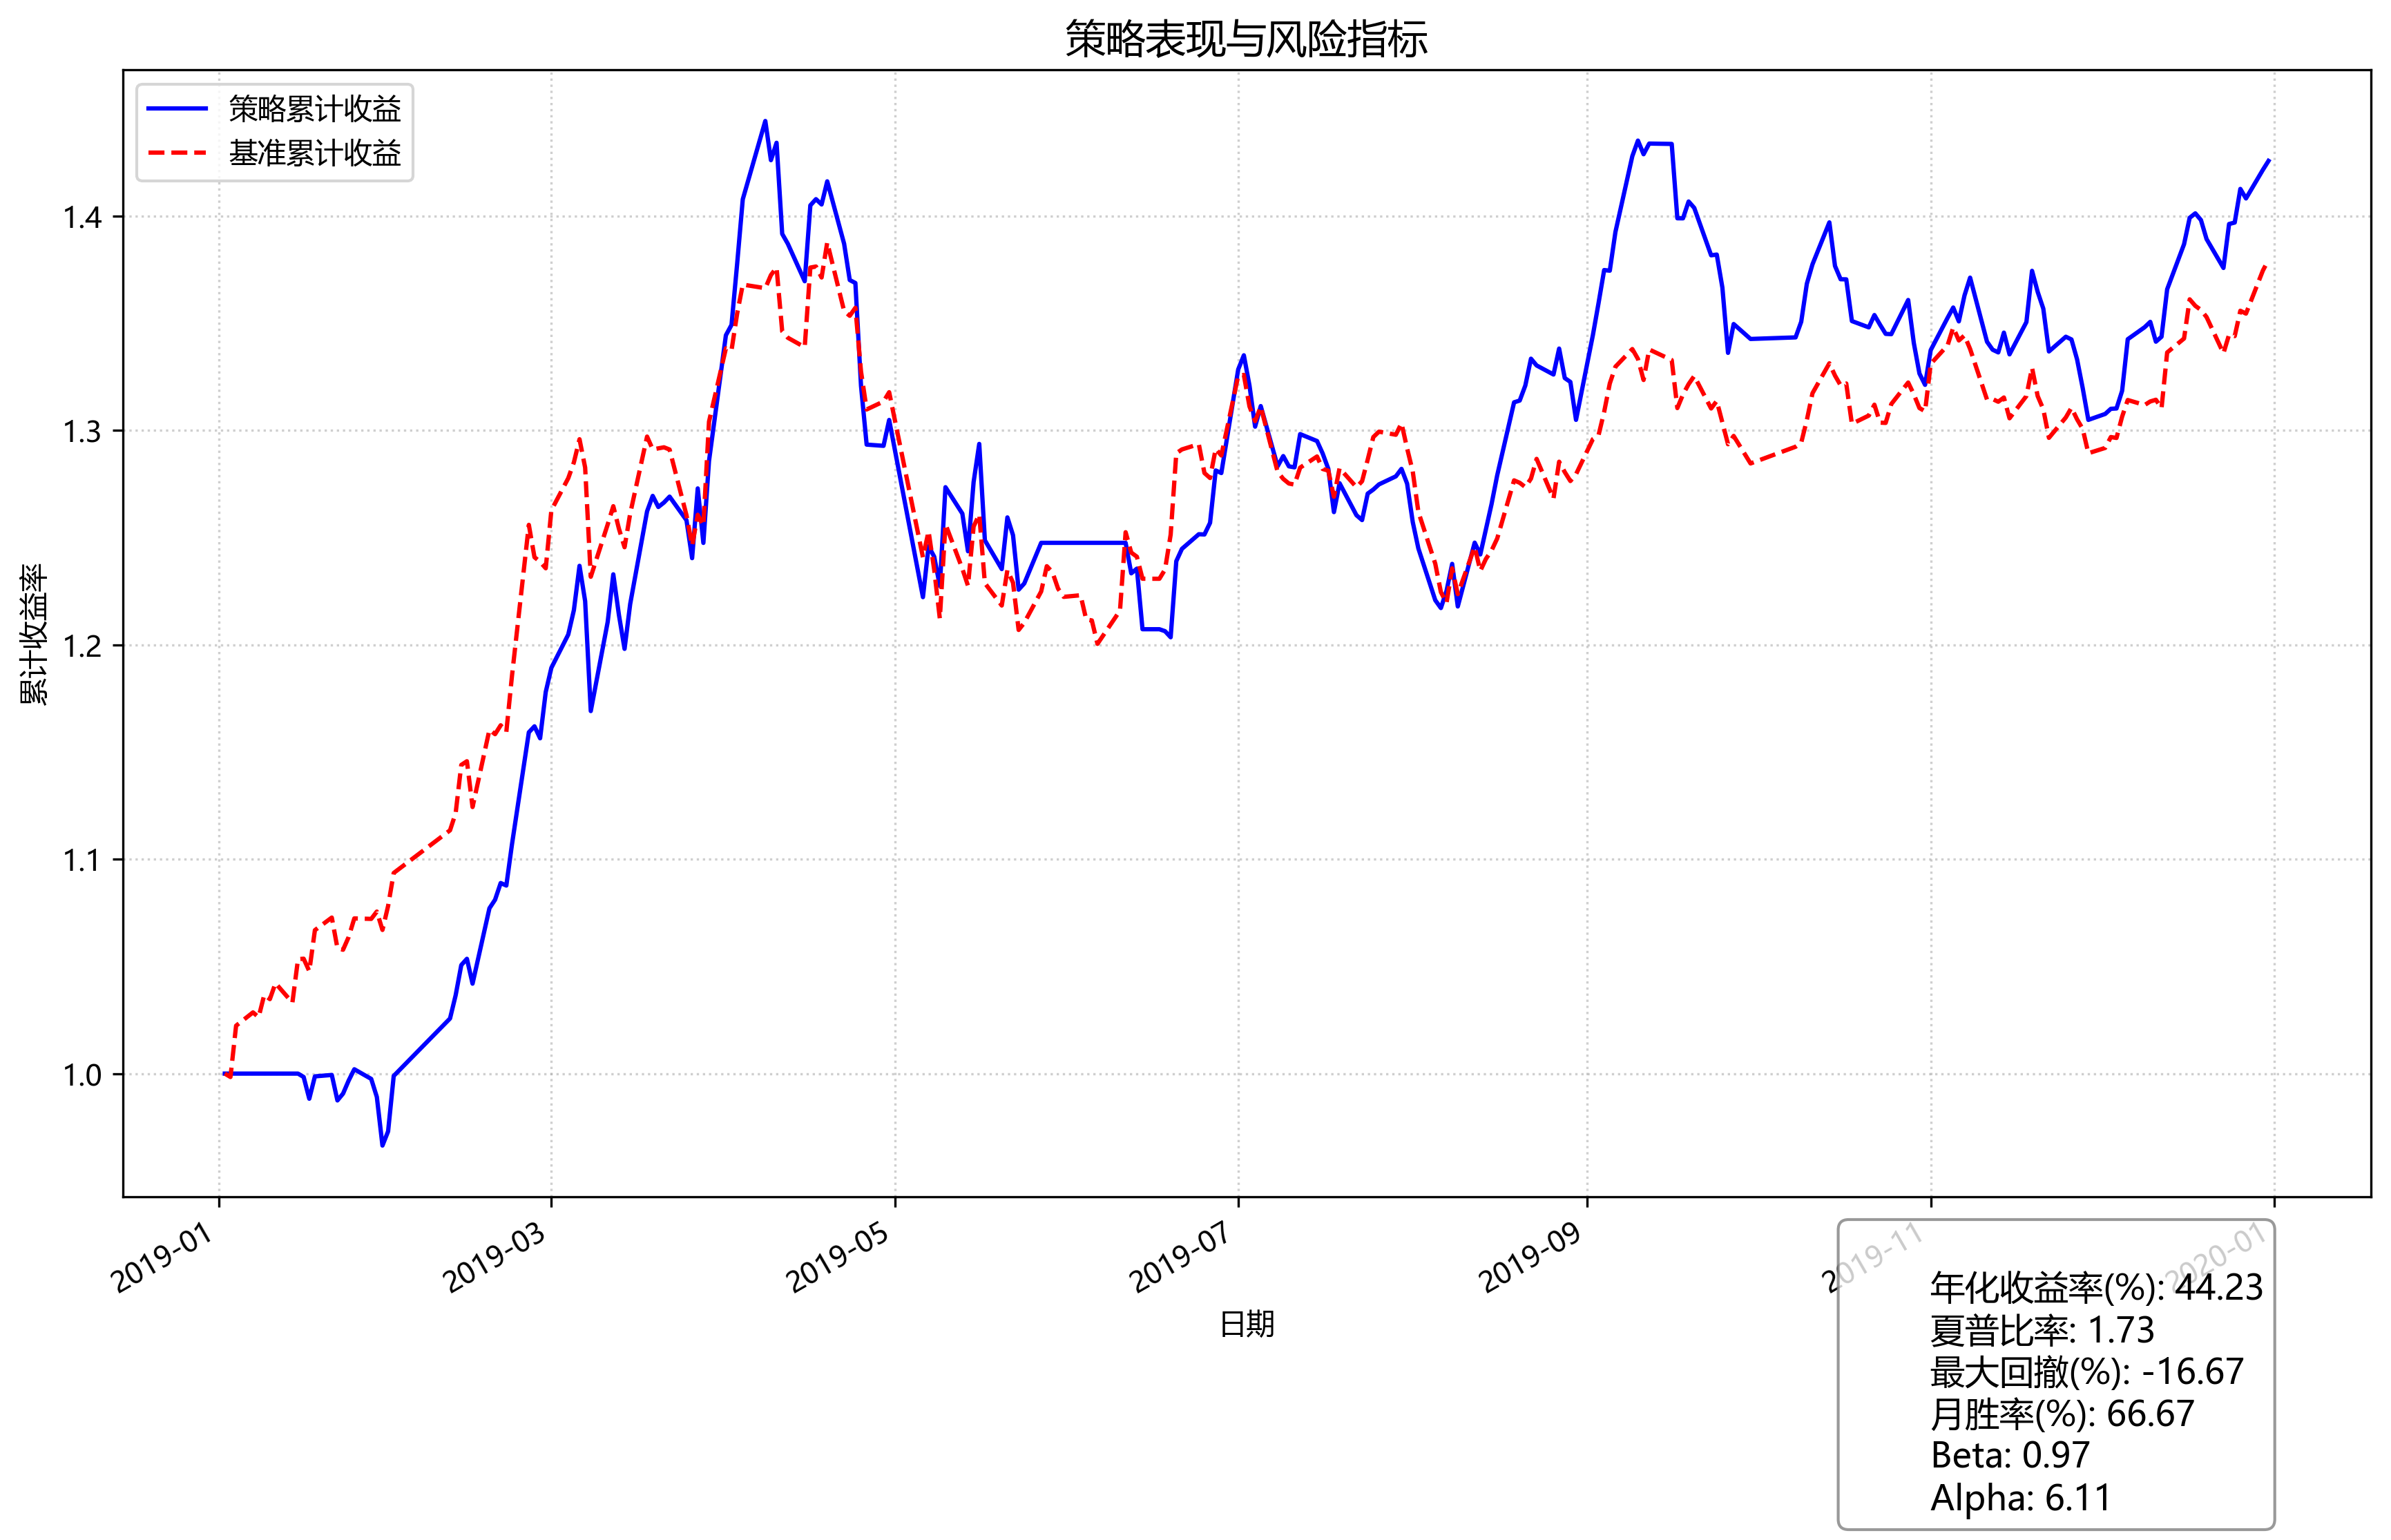 策略表现与风险指标
策略累计收益
基准累计收益
累计收益率
1.4
1.3
1.2
1.1
1.0
2019-01
2019-03
2019-05
2019-07
2019-09
2019-11
2020-01
日期
年化收益率(%): 44.23
夏普比率: 1.73
最大回撤(%): -16.67
月胜率(%): 66.67
Beta: 0.97
Alpha: 6.11